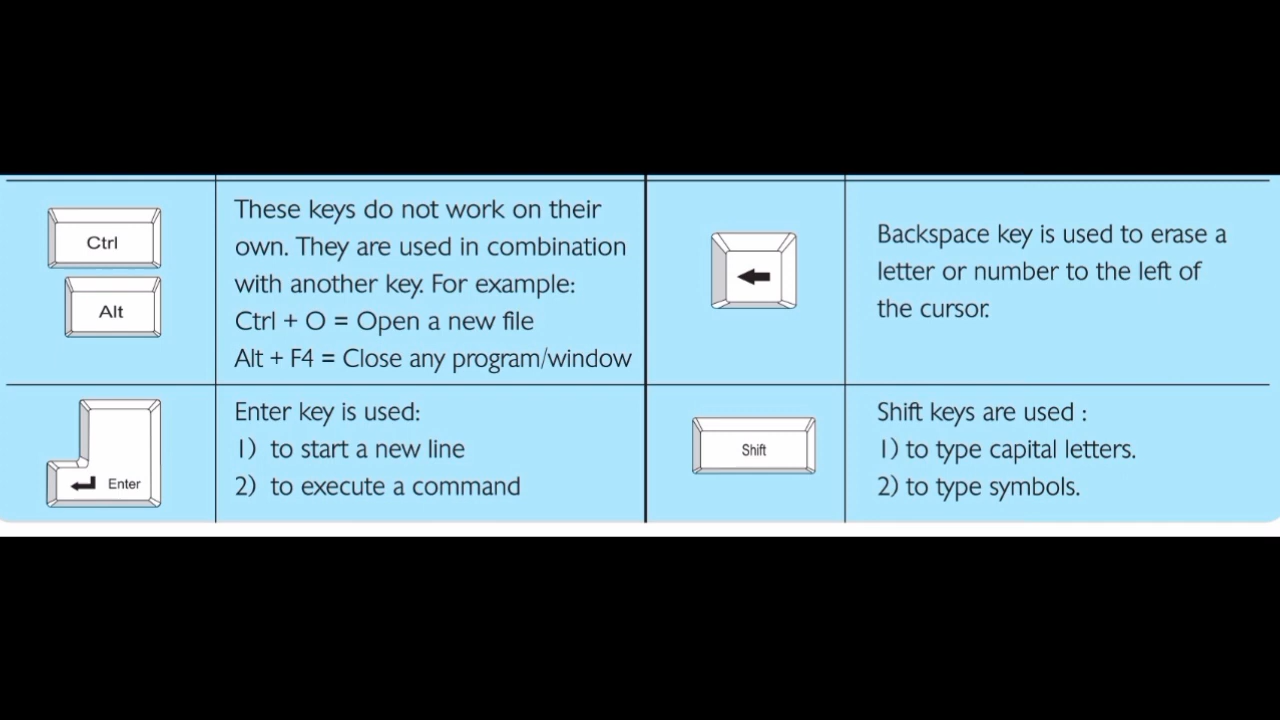 Ctrl
Alt
These keys do not work on their
own. They are used in combination
with another key. For example:
Ctrl + O = Open a new file
Alt + F4 = Close any program/window
Backspace key is used to erase a
letter or number to the left of
the cursor.
Enter
Enter key is used:
1) to start a new line
2) to execute a command
Shift
Shift keys are used :
1) to type capital letters.
2) to type symbols.